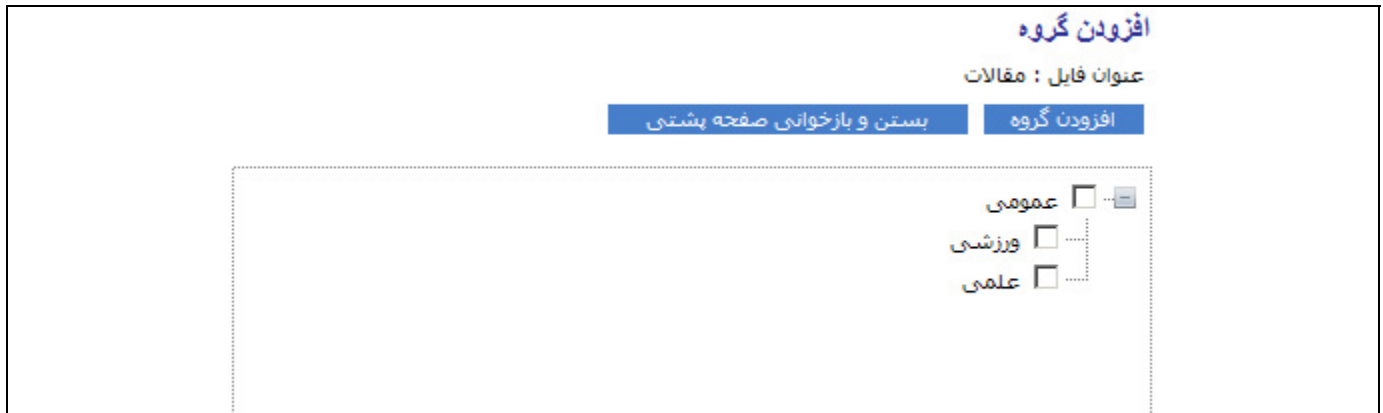 افزودن گروه
عنوان فایل : مقالات
افزودن گروه بستن و بازخوانی صفحه پشتی
عمومی
ورزشی
علمی